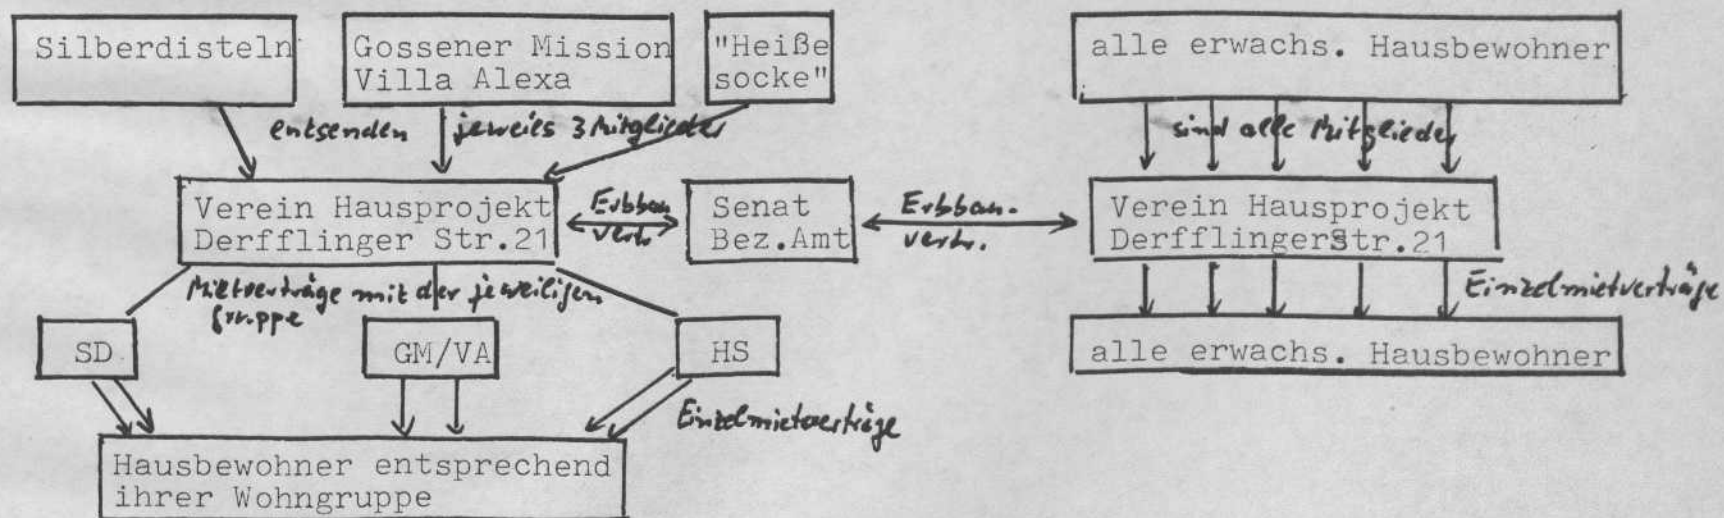 Silberdisteln
Gossener Mission
Villa Alexa
"Heiße
socke"
alle erwachs. Hausbewohner
entsenden jeweils 3 Mitglieder
sind alle Mitglieder
Verein Hausprojekt
Derfflinger Str.21
Erbbau
vertr.
Senat
Bez.Amt
Erbbau-
vertr.
Verein Hausprojekt
DerfflingerStr.21
Mietverträge mit der jeweiligen
gruppe
Einzelmietverträge
SD
GM/VA
HS
alle erwachs. Hausbewohner
Einzelmietverträge
Hausbewohner entsprechend
ihrer Wohngruppe